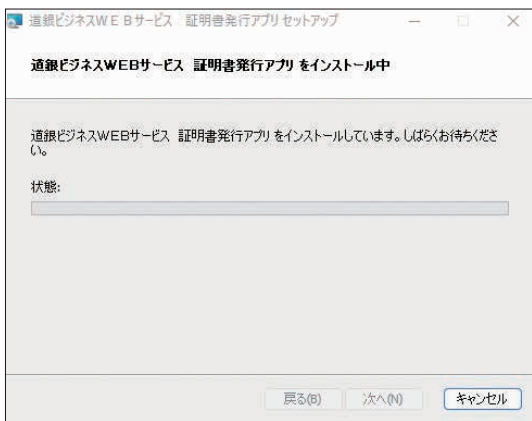 道銀ビジネスWEBサービス 証明書発行アプリ セットアップ
道銀ビジネスWEBサービス 証明書発行アプリ をインストール中
道銀ビジネスWEBサービス 証明書発行アプリ をインストールしています。しばらくお待ちくださ
い。
状態:
戻る(B) 次へ(N) キャンセル